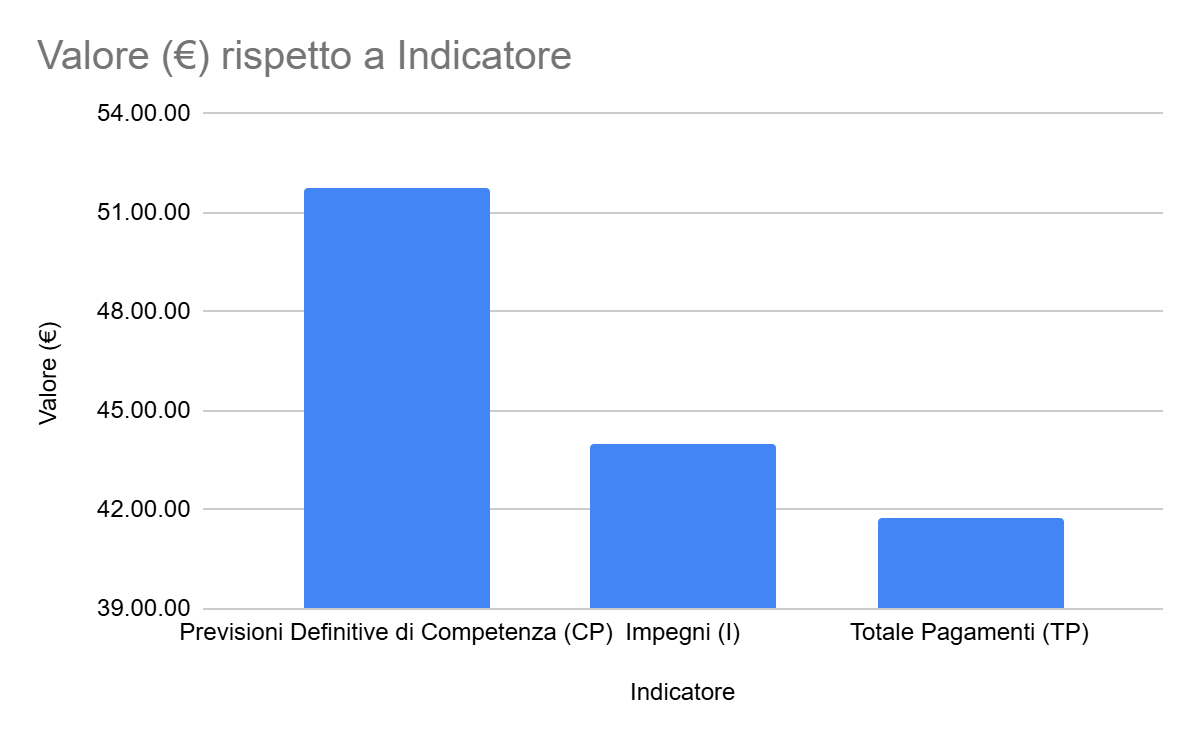 Valore (€) rispetto a Indicatore
54.00.00
51.00.00
48.00.00
45.00.00
42.00.00
39.00.00
Valore (€)
Previsioni Definitive di Competenza (CP) Impegni (I) Totale Pagamenti (TP)
Indicatore